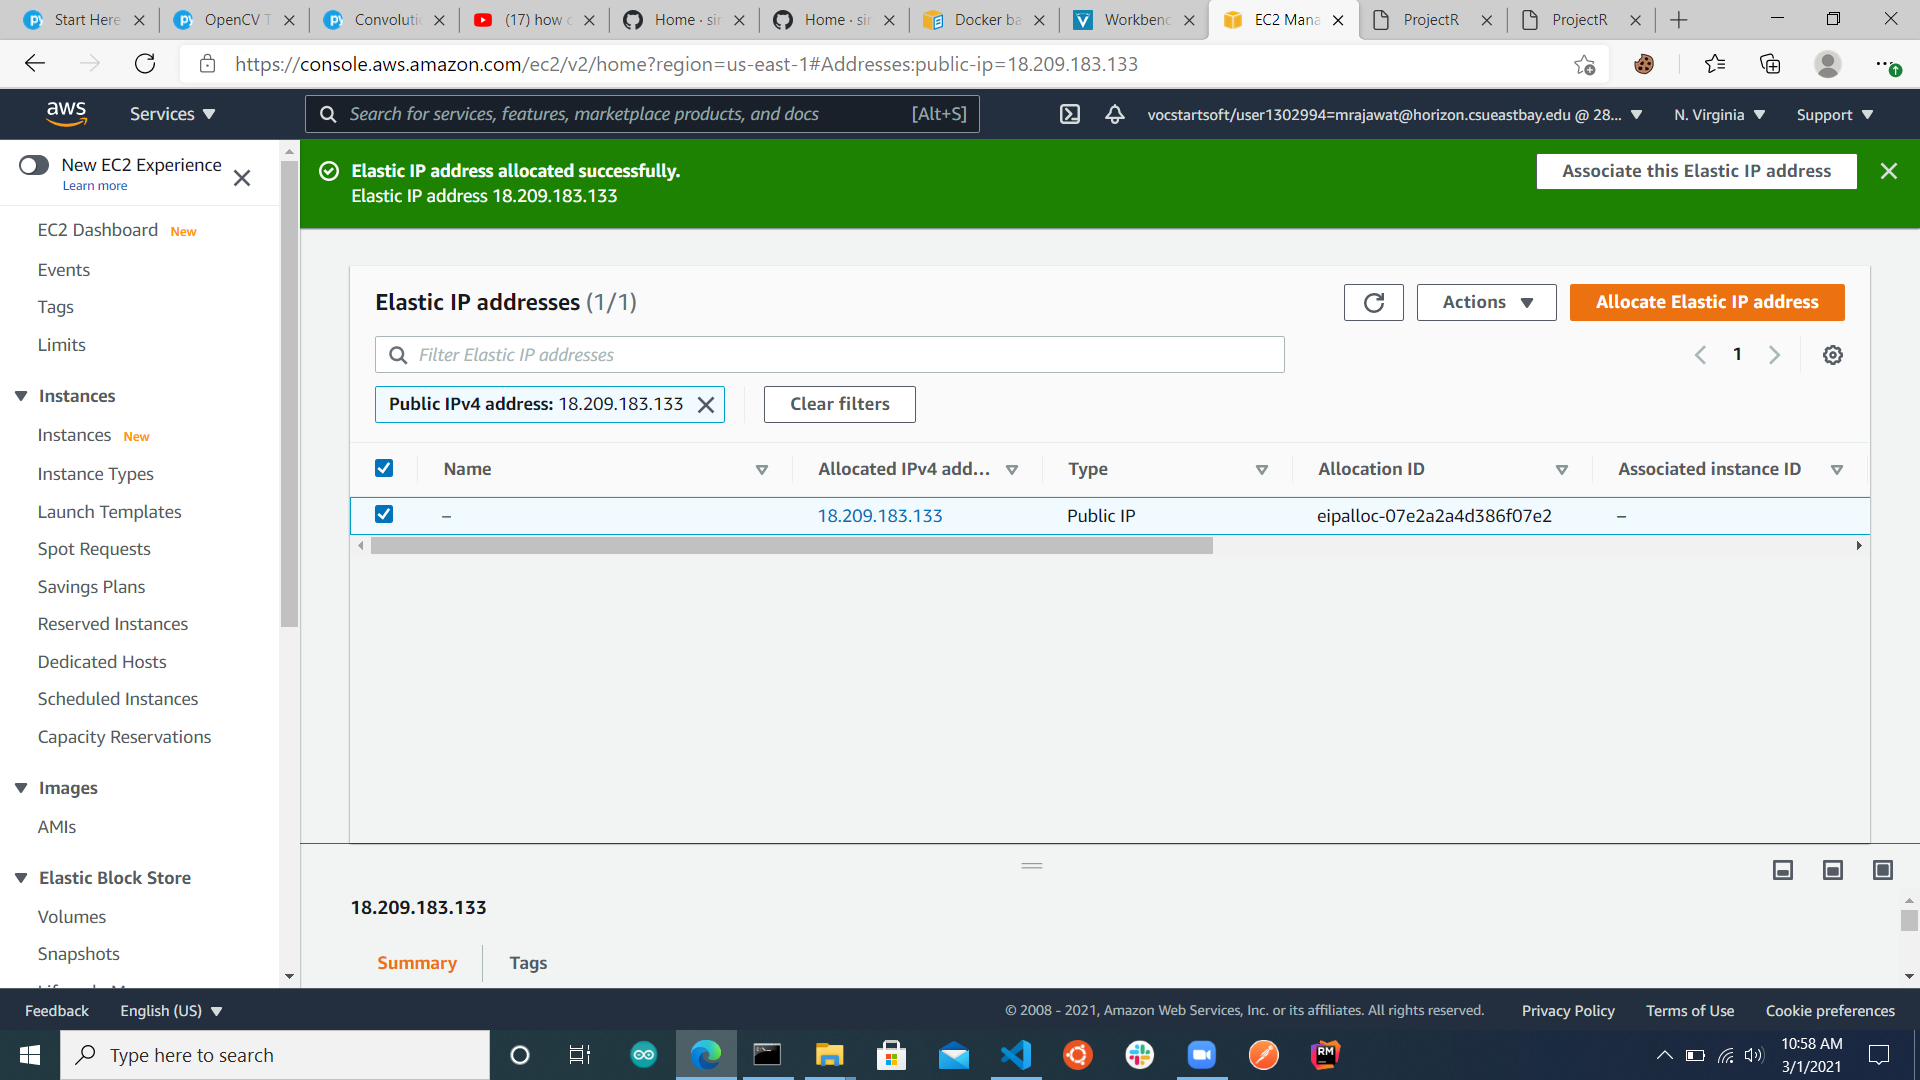 Start Here
OpenCV T
Convoluti
(17) how c
Home · sir
Home · sir
Docker ba
Workbenc
EC2 Mana
ProjectR
ProjectR
https://console.aws.amazon.com/ec2/v2/home?region=us-east-1#Addresses:public-ip=18.209.183.133
aws
Services
Search for services, features, marketplace products, and docs [Alt+S]
vocstartsoft/user1302994=mrajawat@horizon.csueastbay.edu @ 28...
N. Virginia
Support
New EC2 Experience
Learn more
EC2 Dashboard New
Events
Tags
Limits
Instances
Instances New
Instance Types
Launch Templates
Spot Requests
Savings Plans
Reserved Instances
Dedicated Hosts
Scheduled Instances
Capacity Reservations
Images
AMIs
Elastic Block Store
Volumes
Snapshots
Elastic IP address allocated successfully.
Elastic IP address 18.209.183.133
Associate this Elastic IP address
Elastic IP addresses (1/1)
Actions
Allocate Elastic IP address
Filter Elastic IP addresses
1
Public IPv4 address: 18.209.183.133
Clear filters
Name Allocated IPv4 add... Type Allocation ID Associated instance ID
– 18.209.183.133 Public IP eipalloc-07e2a2a4d386f07e2 –
18.209.183.133
Summary Tags
Feedback
English (US)
© 2008 - 2021, Amazon Web Services, Inc. or its affiliates. All rights reserved.
Privacy Policy
Terms of Use
Cookie preferences
Type here to search
RM
10:58 AM
3/1/2021